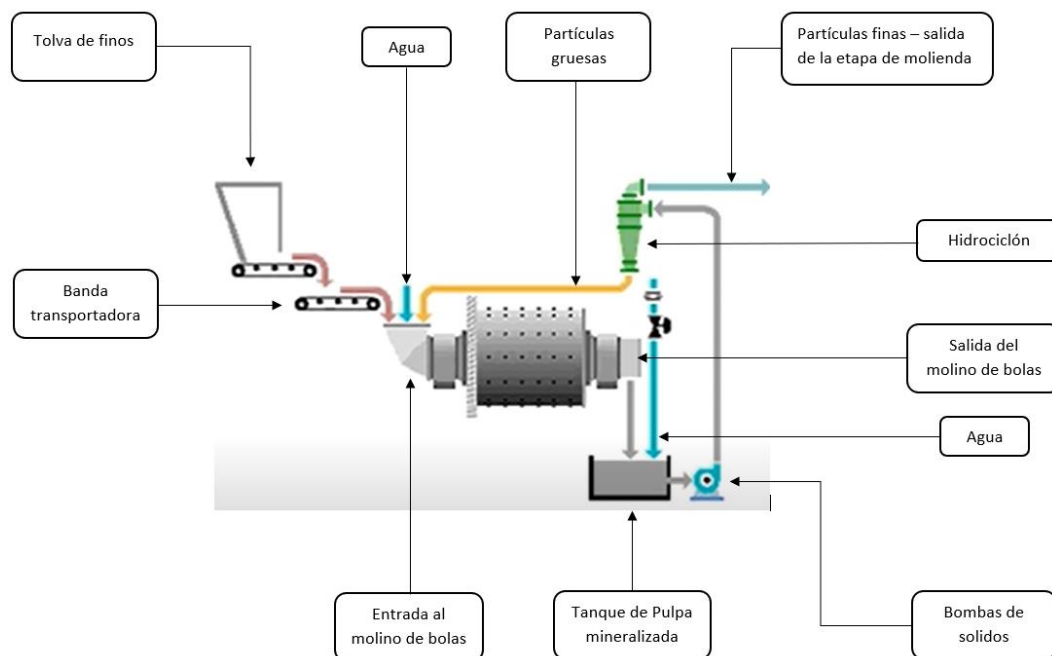 Tolva de finos
Agua
Partículas
gruesas
Partículas finas – salida
de la etapa de molienda
Hidrociclón
Banda
transportadora
Salida del
molino de bolas
Agua
Entrada al
molino de bolas
Tanque de Pulpa
mineralizada
Bombas de
solidos